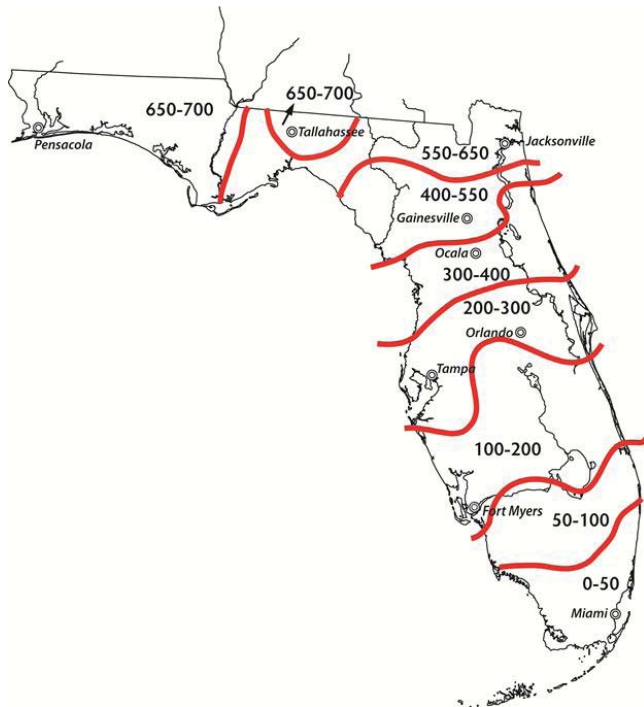 650-700
650-700
Tallahassee
Pensacola
Jacksonville
550-650
400-550
Gainesville
Ocala
300-400
200-300
Orlando
Tampa
100-200
Fort Myers
50-100
0-50
Miami